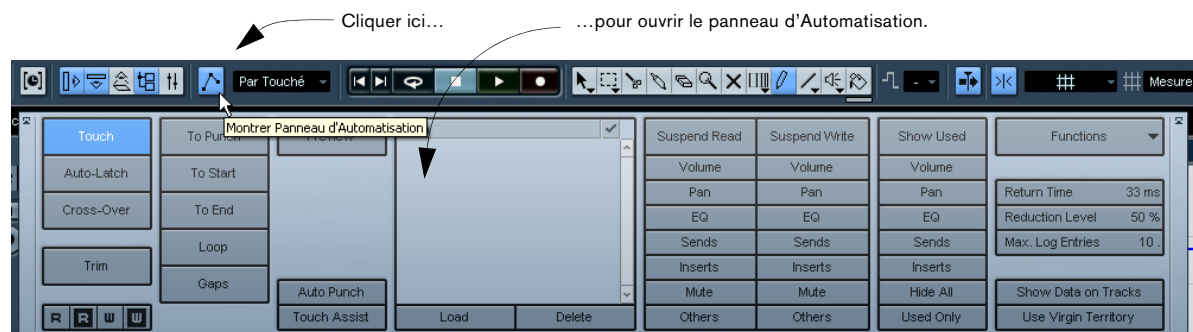 Cliquer ici… …pour ouvrir le panneau d'Automatisation.
Par Touché - - Mesure
Montrer Panneau d'Automatisation
Touch To Punch Suspend Read Suspend Write Show Used Functions
Auto-Latch To Start Volume Volume Volume
Pan Pan Pan Return Time 33 ms
Cross-Over To End EQ EQ EQ Reduction Level 50 %
Loop Sends Sends Sends Max. Log Entries 10
Trim Inserts Inserts Inserts
Gaps Auto Punch Mute Mute Hide All Show Data on Tracks
R R W W Touch Assist Load Delete Others Others Used Only Use Virgin Territory